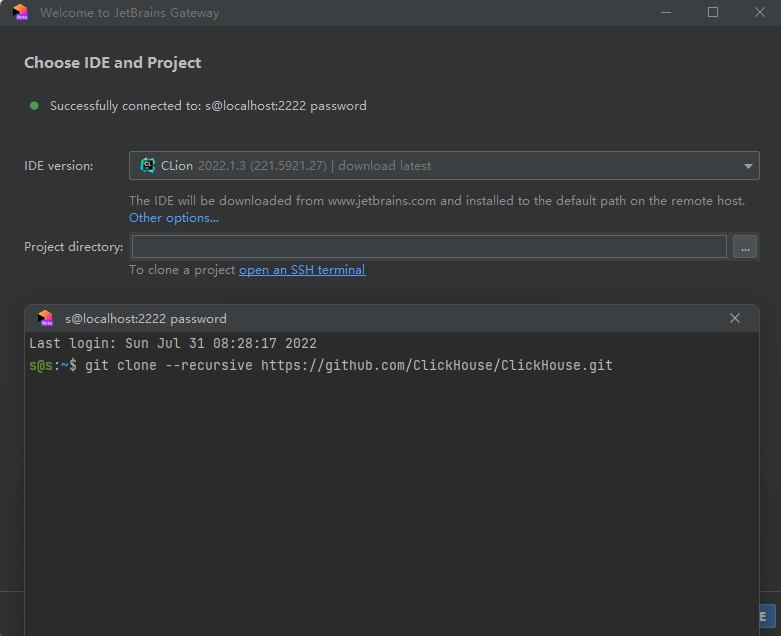 Welcome to JetBrains Gateway
Choose IDE and Project
Successfully connected to: s@localhost:2222 password
IDE version: CLion 2022.1.3 (221.5921.27) | download latest
The IDE will be downloaded from www.jetbrains.com and installed to the default path on the remote host.
Other options...
Project directory: ...
To clone a project open an SSH terminal
s@localhost:2222 password
Last login: Sun Jul 31 08:28:17 2022
s@s:~$ git clone --recursive https://github.com/ClickHouse/ClickHouse.git